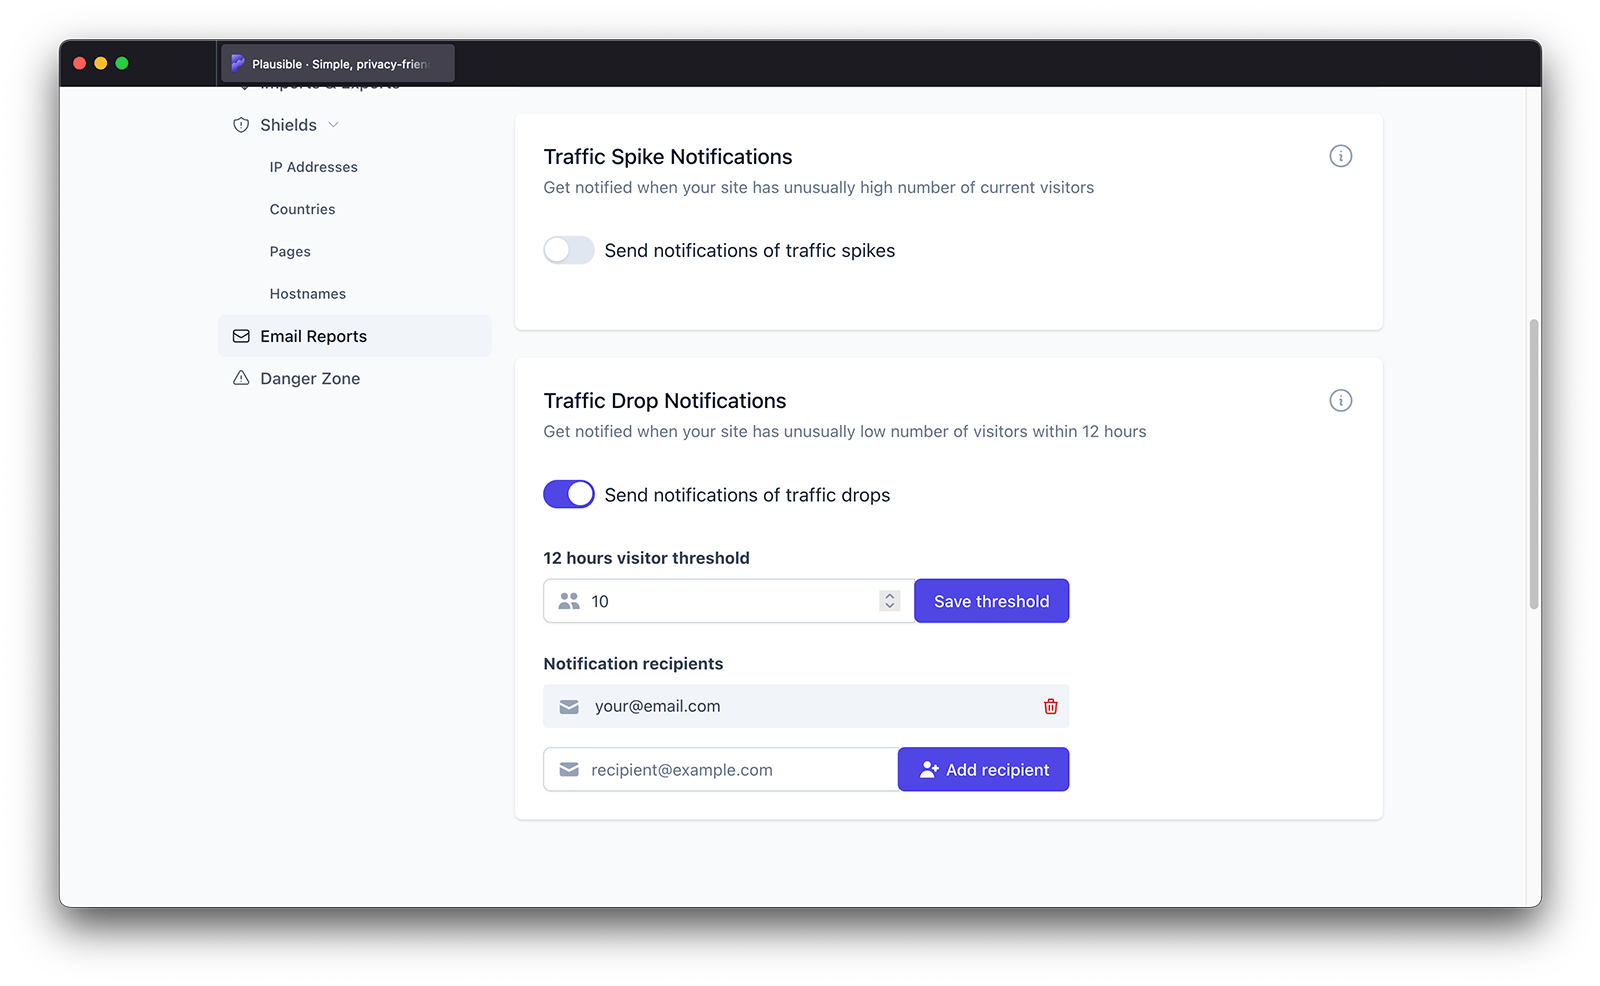 Plausible · Simple, privacy-frien
Imports & Exports
Shields
IP Addresses
Countries
Pages
Hostnames
Email Reports
Danger Zone
Traffic Spike Notifications
Get notified when your site has unusually high number of current visitors
Send notifications of traffic spikes
Traffic Drop Notifications
Get notified when your site has unusually low number of visitors within 12 hours
Send notifications of traffic drops
12 hours visitor threshold
10
Save threshold
Notification recipients
your@email.com
recipient@example.com
Add recipient